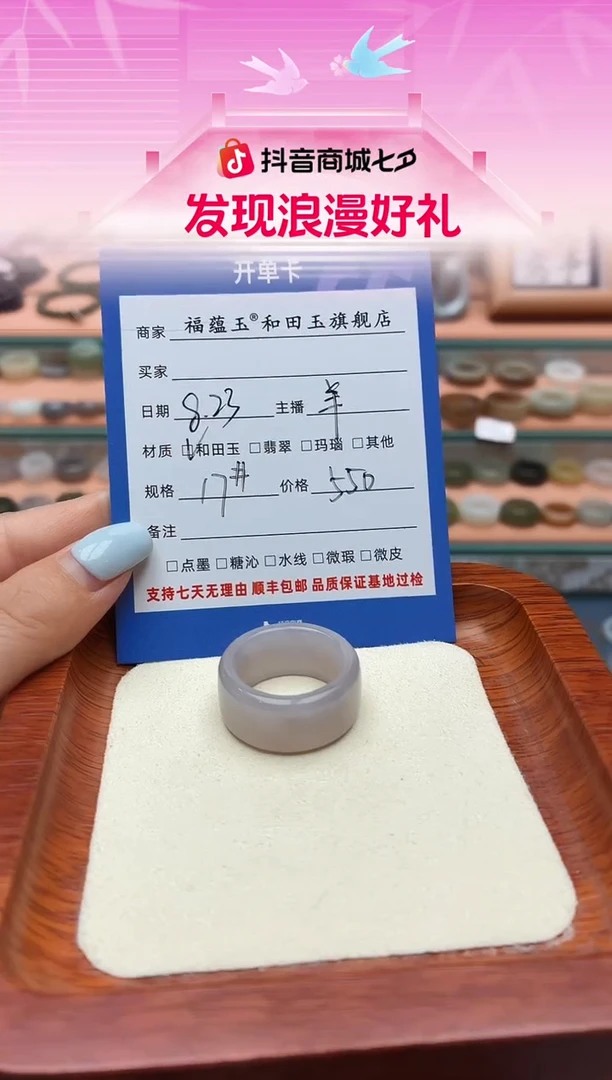 抖音商城七夕
发现浪漫好礼
开单卡
商家 福蕴玉®和田玉旗舰店
买家
日期 8.23 主播 羊
材质 ☑和田玉 □翡翠 □玛瑙 □其他
规格 17# 价格 550
备注
□点墨 □糖沁 □水线 □微瑕 □微皮
支持七天无理由 顺丰包邮 品质保证基地过检